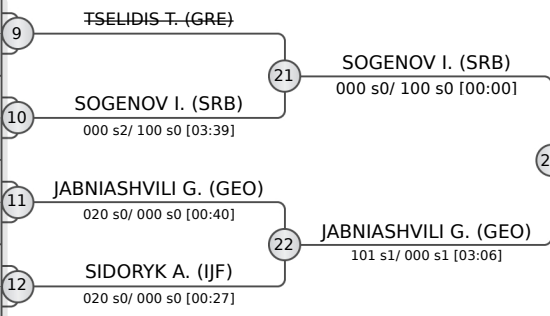 TSELIDIS T. (GRE)
9
SOGENOV I. (SRB)
21
000 s0/ 100 s0 [00:00]
SOGENOV I. (SRB)
10
000 s2/ 100 s0 [03:39]
JABNIASHVILI G. (GEO)
11
020 s0/ 000 s0 [00:40]
JABNIASHVILI G. (GEO)
22
101 s1/ 000 s1 [03:06]
SIDORYK A. (IJF)
12
020 s0/ 000 s0 [00:27]